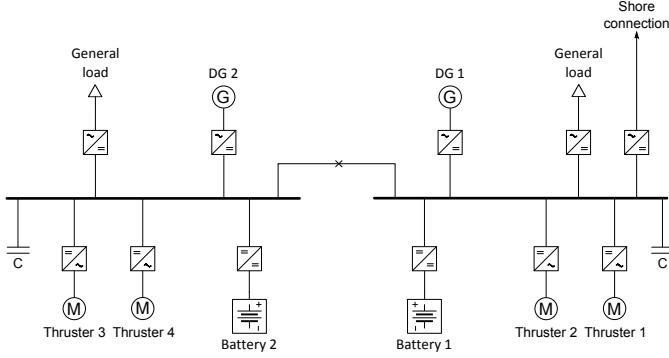 Shore
connection
General
load
DG 2
DG 1
General
load
G
G
C
C
M
M
M
M
Thruster 3
Thruster 4
Battery 2
Battery 1
Thruster 2
Thruster 1